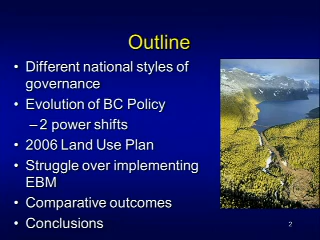 Outline
• Different national styles of
governance
• Evolution of BC Policy
– 2 power shifts
• 2006 Land Use Plan
• Struggle over implementing
EBM
• Comparative outcomes
• Conclusions
2